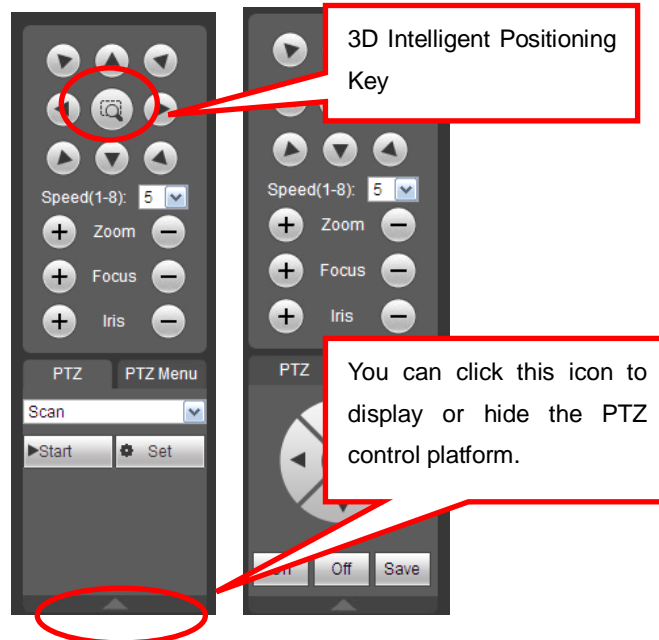 3D Intelligent Positioning
Key
Speed(1-8): 5
Zoom
Focus
Iris
PTZ PTZ Menu
Scan
Start Set
Speed(1-8): 5
Zoom
Focus
Iris
PTZ
You can click this icon to
display or hide the PTZ
control platform.
Off Save